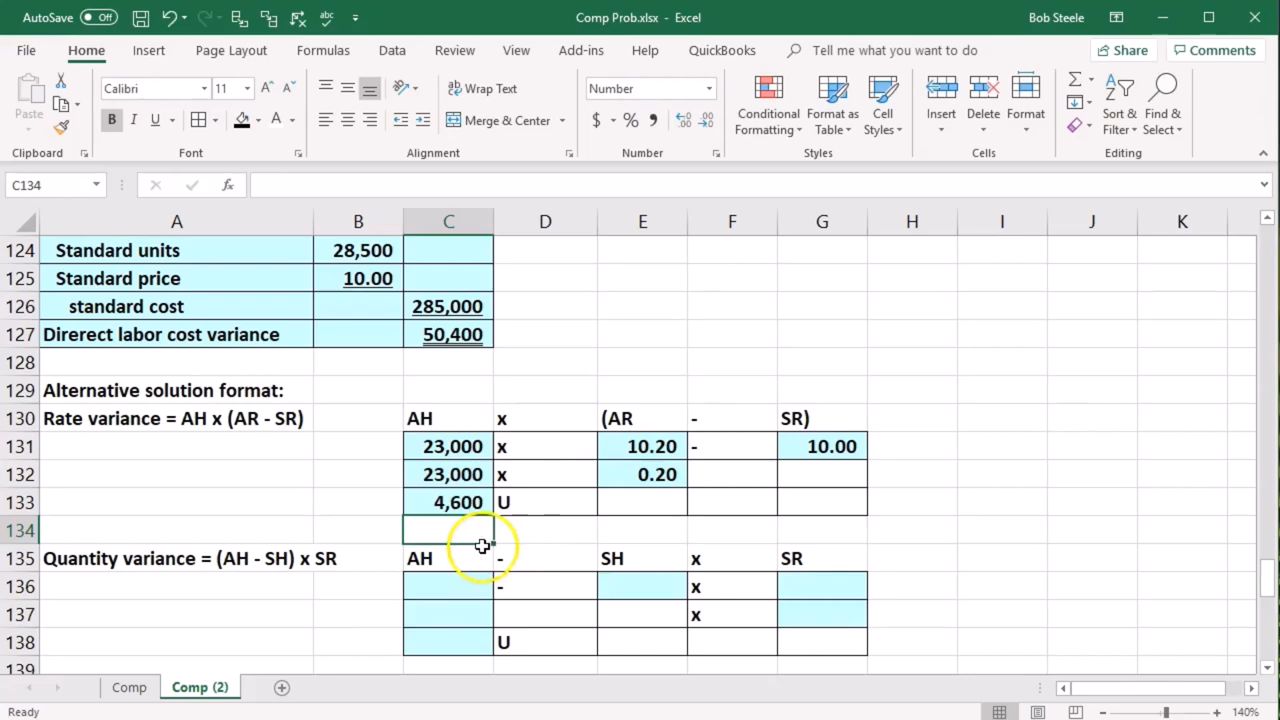 AutoSave Off Comp Prob.xlsx - Excel Bob Steele
File Home Insert Page Layout Formulas Data Review View Add-ins Help QuickBooks Tell me what you want to do Share Comments
Paste Calibri 11 Wrap Text Number Conditional Formatting Format as Table Cell Styles Insert Delete Format Sort & Filter Find & Select
B I U Merge & Center $ %
Clipboard Font Alignment Number Styles Cells Editing
C134 fx
A B C D E F G H I J K
124 Standard units 28,500
125 Standard price 10.00
126 standard cost 285,000
127 Direrect labor cost variance 50,400
128
129 Alternative solution format:
130 Rate variance = AH x (AR - SR) AH x (AR - SR)
131 23,000 x 10.20 - 10.00
132 23,000 x 0.20
133 4,600 U
134
135 Quantity variance = (AH - SH) x SR AH - SH x SR
136 - x
137 x
138 U
139
Comp Comp (2)
Ready 140%